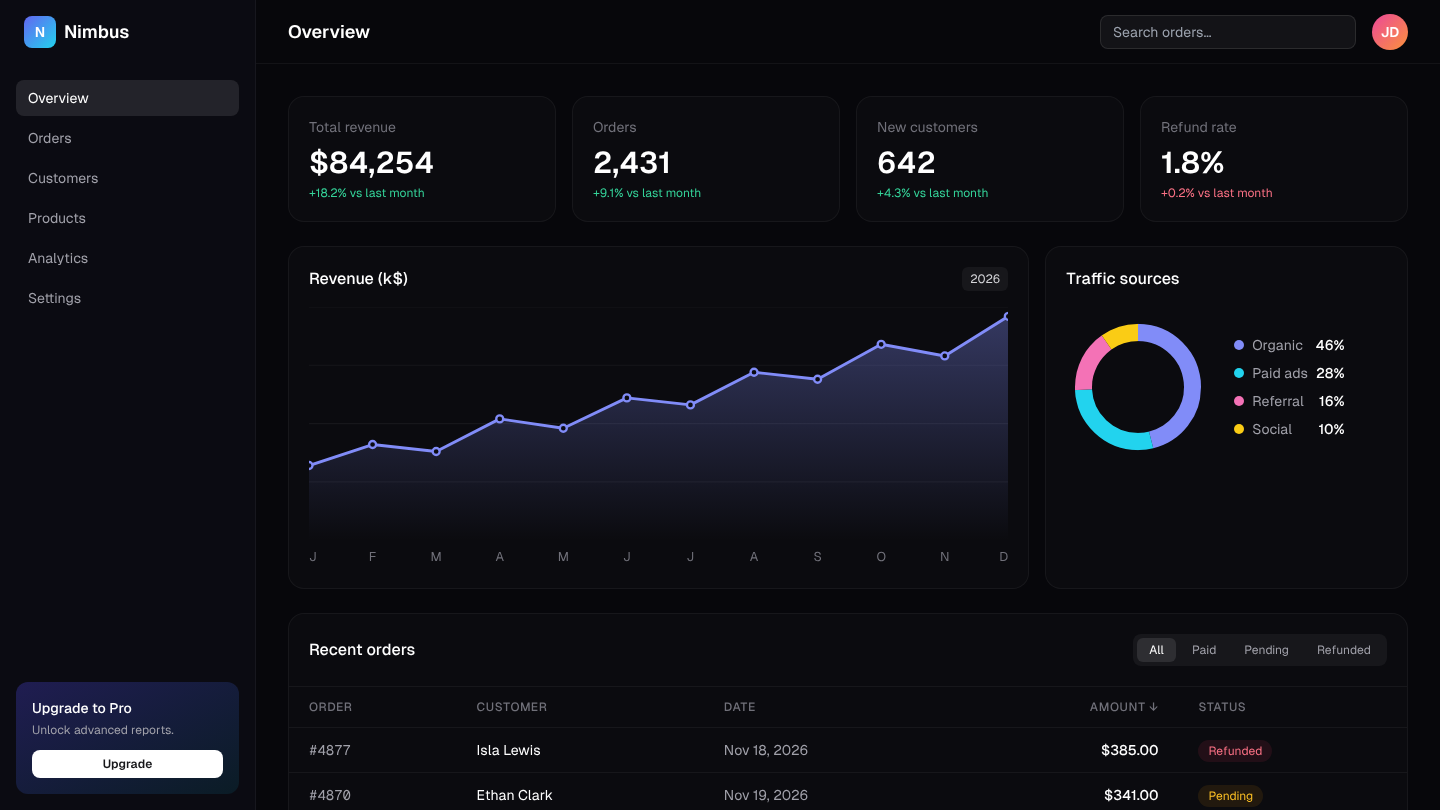 N Nimbus
Overview
Orders
Customers
Products
Analytics
Settings
Upgrade to Pro
Unlock advanced reports.
Upgrade
Overview
Search orders…
JD
Total revenue
$84,254
+18.2% vs last month
Orders
2,431
+9.1% vs last month
New customers
642
+4.3% vs last month
Refund rate
1.8%
+0.2% vs last month
Revenue (k$)
2026
J F M A M J J A S O N D
Traffic sources
Organic 46%
Paid ads 28%
Referral 16%
Social 10%
Recent orders
All Paid Pending Refunded
ORDER CUSTOMER DATE AMOUNT ↓ STATUS
#4877 Isla Lewis Nov 18, 2026 $385.00 Refunded
#4870 Ethan Clark Nov 19, 2026 $341.00 Pending